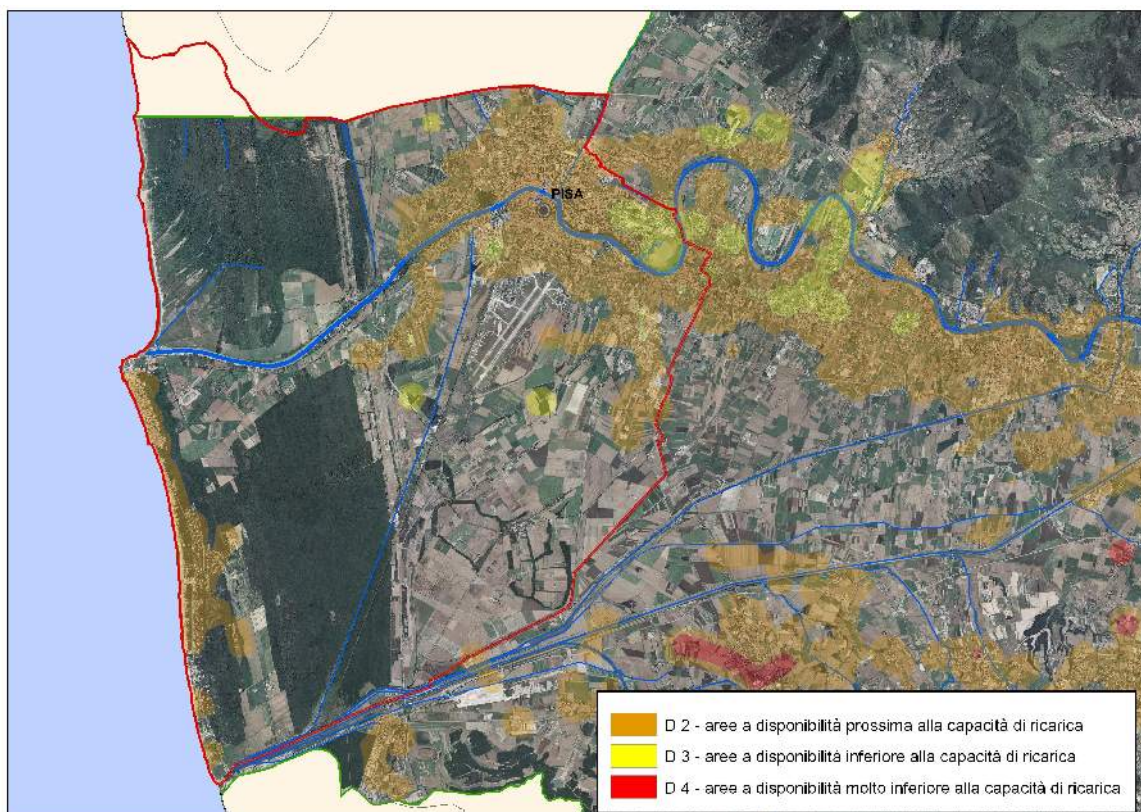 PISA
D 2 - aree a disponibilità prossima alla capacità di ricarica
D 3 - aree a disponibilità inferiore alla capacità di ricarica
D 4 - aree a disponibilità molto inferiore alla capacità di ricarica